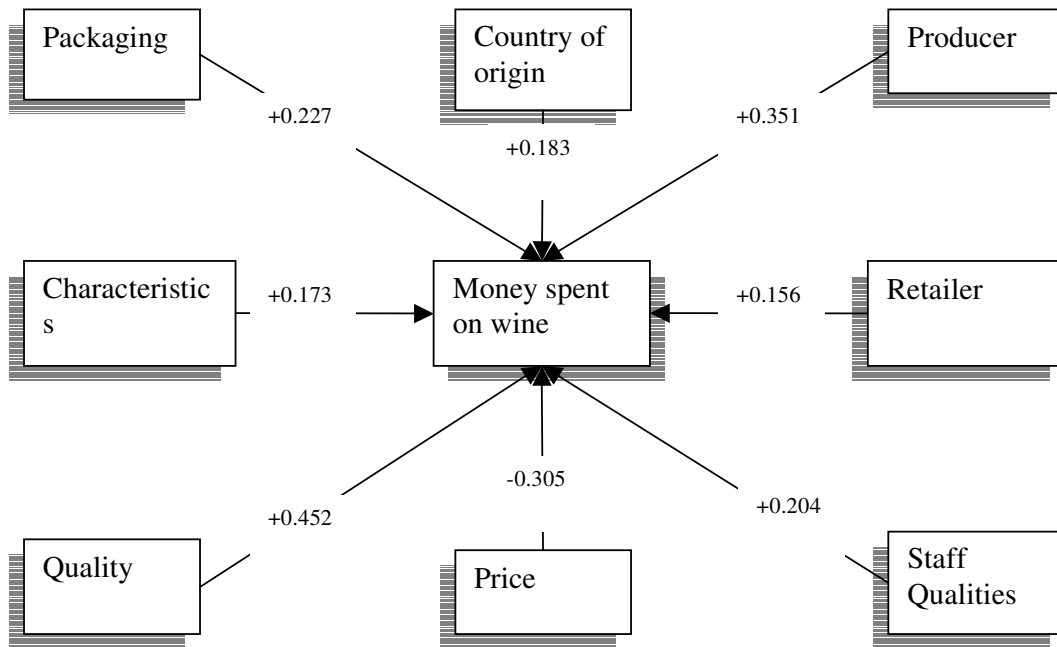 Packaging
Country of
origin
Producer
+0.227
+0.183
+0.351
Characteristic
s
+0.173
Money spent
on wine
+0.156
Retailer
+0.452
-0.305
+0.204
Quality
Price
Staff
Qualities